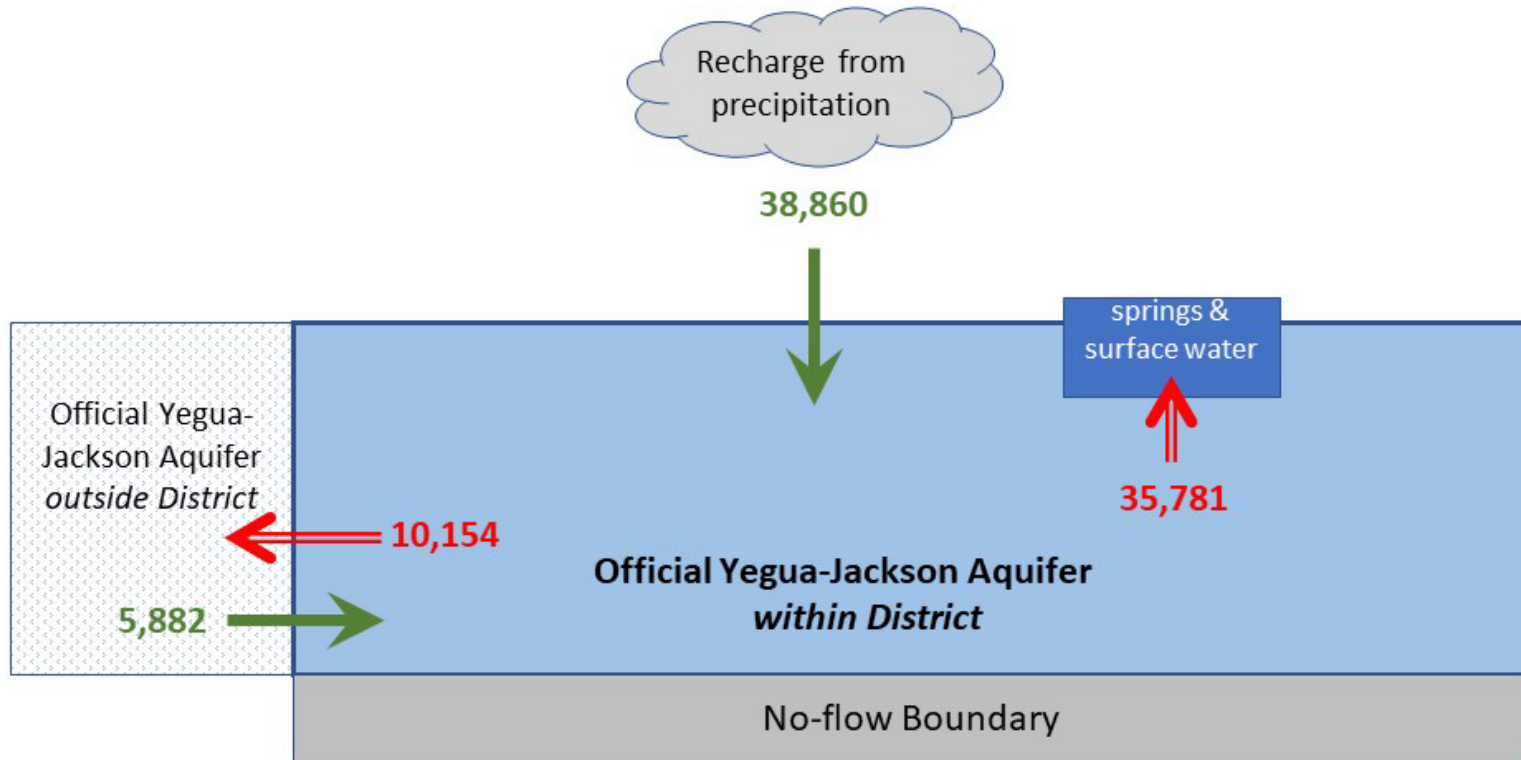 Recharge from
precipitation
38,860
springs &
surface water
Official Yegua-
Jackson Aquifer
outside District
35,781
10,154
Official Yegua-Jackson Aquifer
within District
5,882
No-flow Boundary